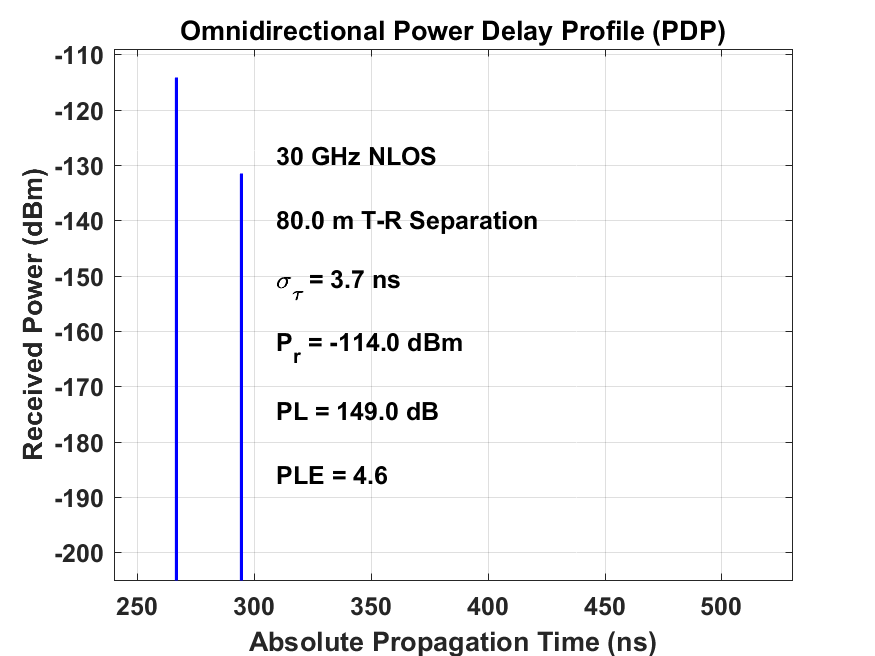 Omnidirectional Power Delay Profile (PDP)
Received Power (dBm)
-110
-120
-130
-140
-150
-160
-170
-180
-190
-200
30 GHz NLOS
80.0 m T-R Separation
σ_τ = 3.7 ns
P_r = -114.0 dBm
PL = 149.0 dB
PLE = 4.6
250 300 350 400 450 500
Absolute Propagation Time (ns)